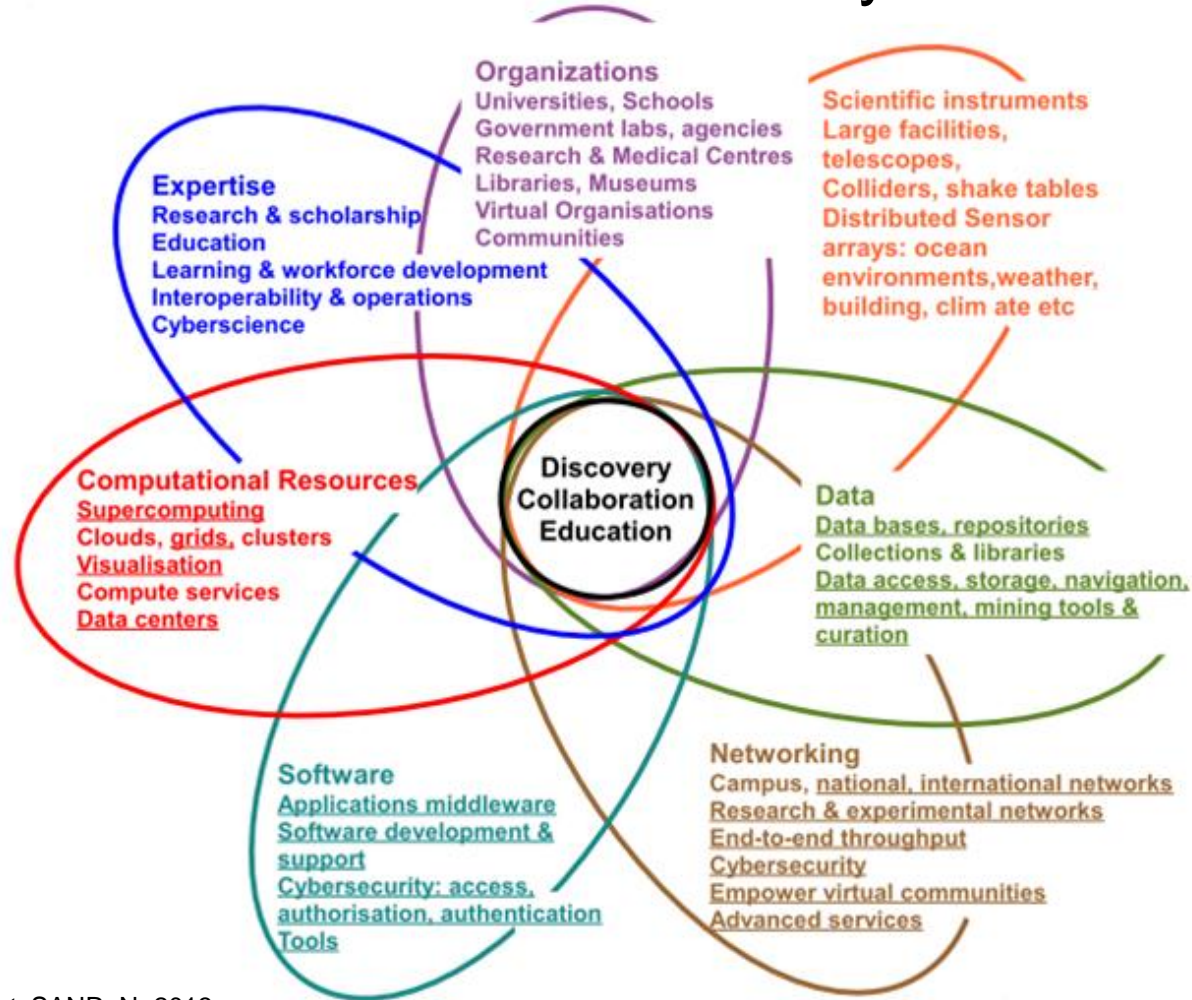 Organizations
Universities, Schools
Government labs, agencies
Research & Medical Centres
Libraries, Museums
Virtual Organisations
Communities
Scientific instruments
Large facilities,
telescopes,
Colliders, shake tables
Distributed Sensor
arrays: ocean
environments,weather,
building, clim ate etc
Expertise
Research & scholarship
Education
Learning & workforce development
Interoperability & operations
Cyberscience
Discovery
Collaboration
Education
Computational Resources
Supercomputing
Clouds, grids, clusters
Visualisation
Compute services
Data centers
Data
Data bases, repositories
Collections & libraries
Data access, storage, navigation,
management, mining tools &
curation
Software
Applications middleware
Software development &
support
Cybersecurity: access,
authorisation, authentication
Tools
Networking
Campus, national, international networks
Research & experimental networks
End-to-end throughput
Cybersecurity
Empower virtual communities
Advanced services